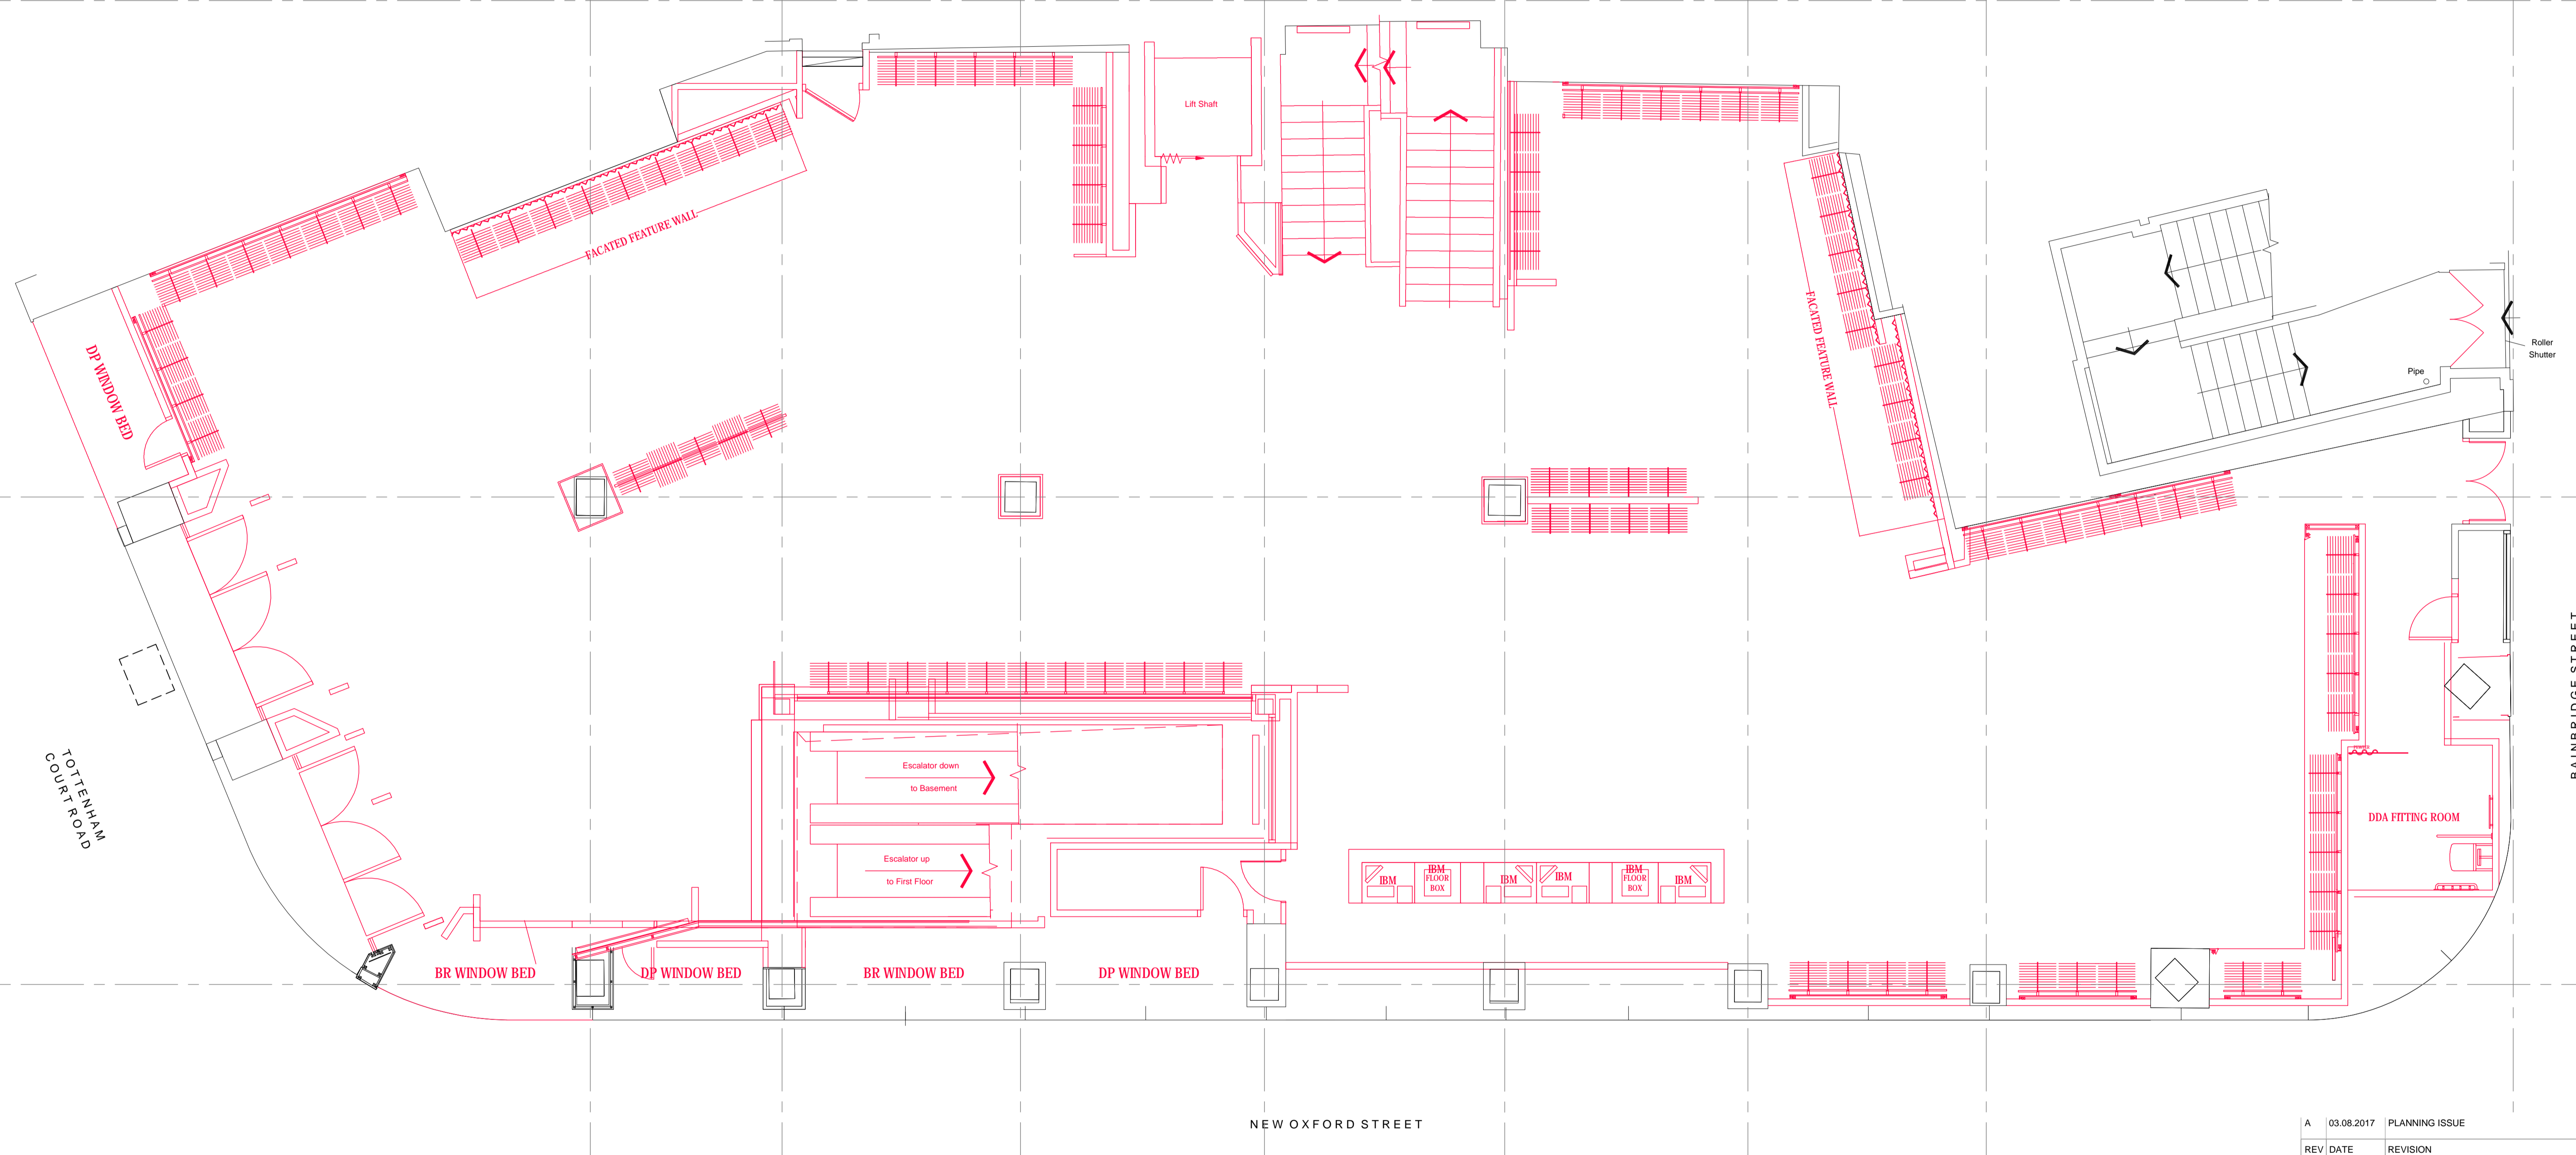 Lift Shaft
FACATED FEATURE WALL
DP WINDOW BED
FACATED FEATURE WALL
Roller
Shutter
Pipe
TOTTENHAM
COURT ROAD
BAINBRIDGE STREET
Escalator down
to Basement
Escalator up
to First Floor
DDA FITTING ROOM
IBM
IBM
FLOOR
BOX
IBM
IBM
IBM
FLOOR
BOX
IBM
BR WINDOW BED
DP WINDOW BED
BR WINDOW BED
DP WINDOW BED
NEW OXFORD STREET
A 03.08.2017 PLANNING ISSUE
REV DATE REVISION